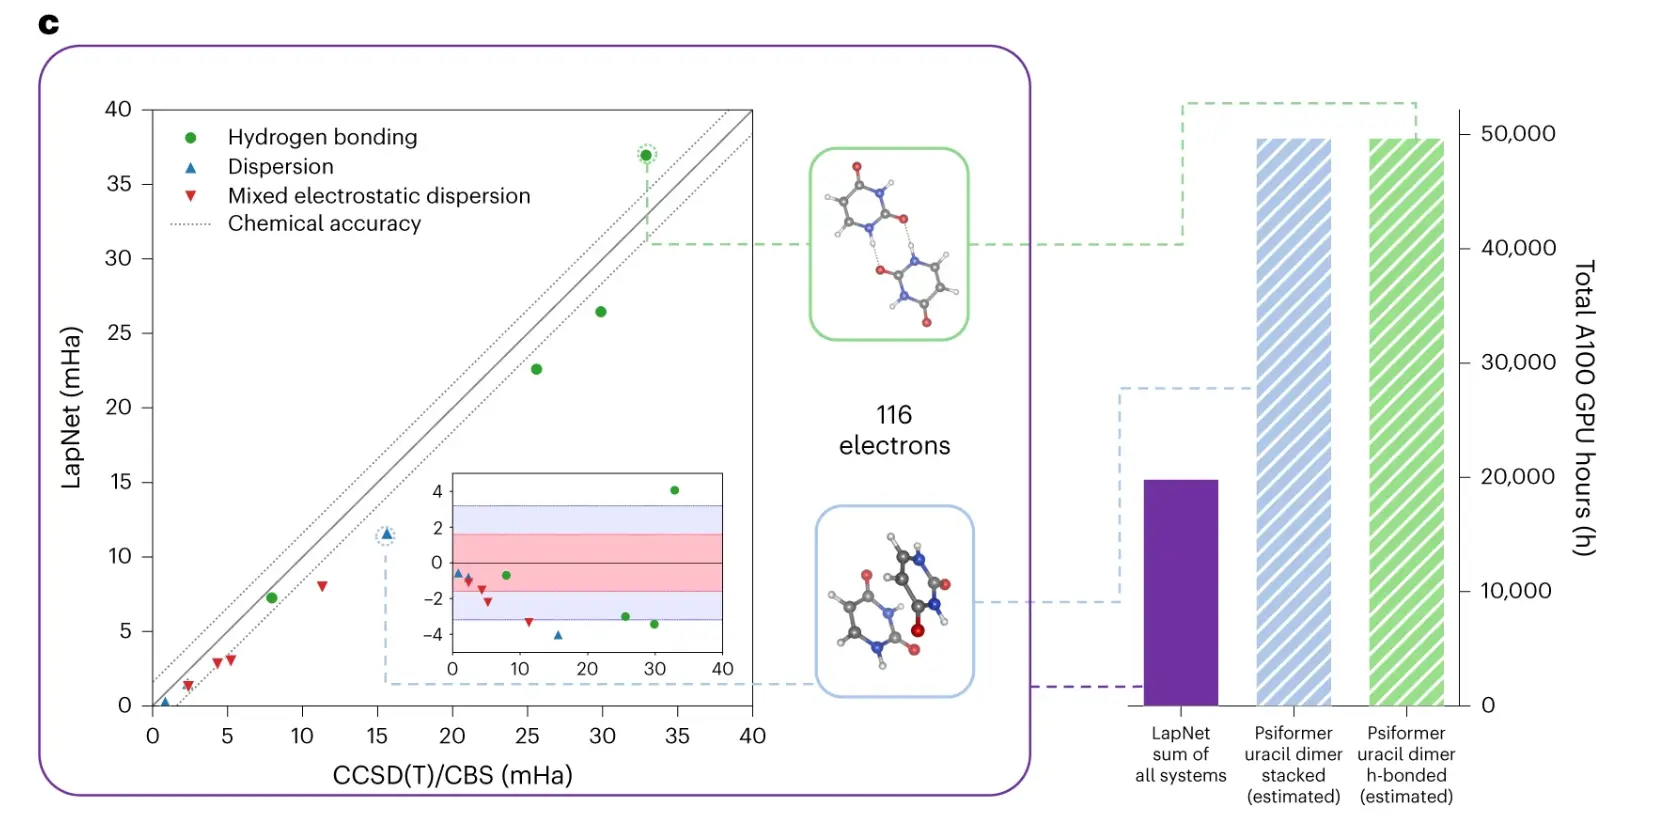 c
40
35
30
25
20
15
10
5
0
LapNet (mHa)
Hydrogen bonding
Dispersion
Mixed electrostatic dispersion
Chemical accuracy
4
2
0
−2
−4
0 10 20 30 40
0 5 10 15 20 25 30 35 40
CCSD(T)/CBS (mHa)
116
electrons
50,000
40,000
30,000
20,000
10,000
0
Total A100 GPU hours (h)
LapNet
sum of
all systems
Psiformer
uracil dimer
stacked
(estimated)
Psiformer
uracil dimer
h-bonded
(estimated)